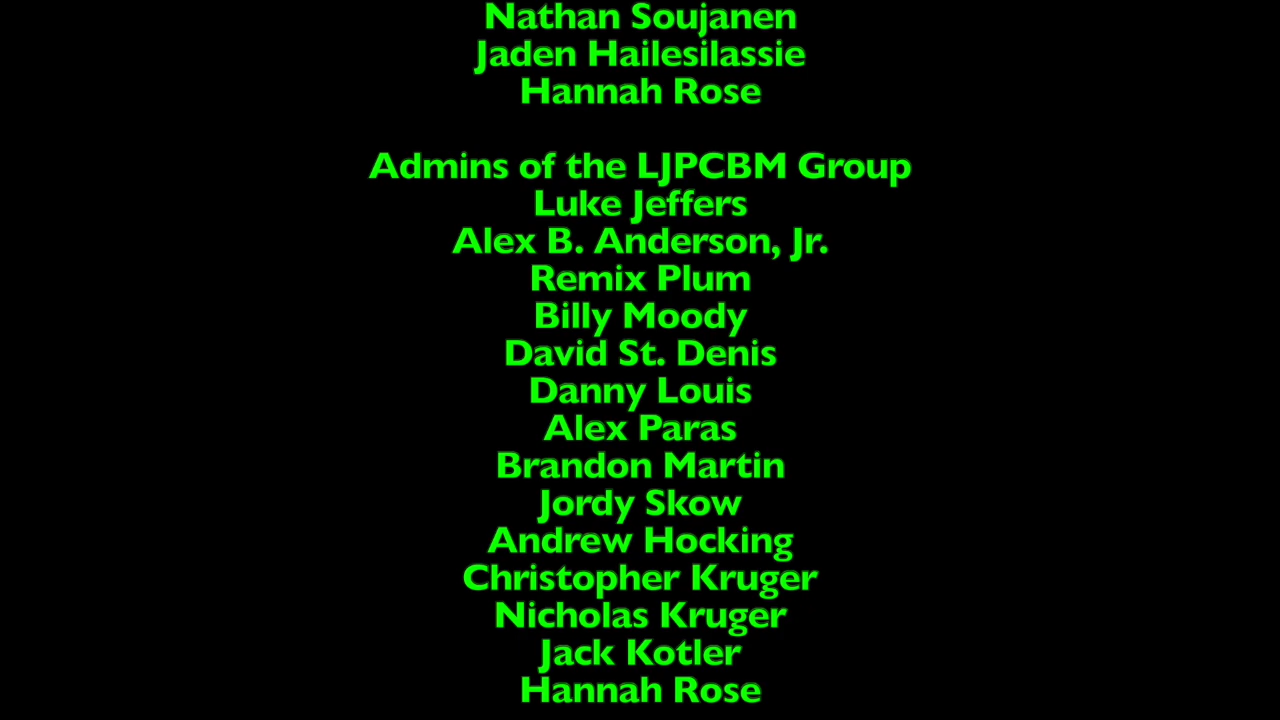 Nathan Soujanen
Jaden Hailesilassie
Hannah Rose
Admins of the LJPCBM Group
Luke Jeffers
Alex B. Anderson, Jr.
Remix Plum
Billy Moody
David St. Denis
Danny Louis
Alex Paras
Brandon Martin
Jordy Skow
Andrew Hocking
Christopher Kruger
Nicholas Kruger
Jack Kotler
Hannah Rose